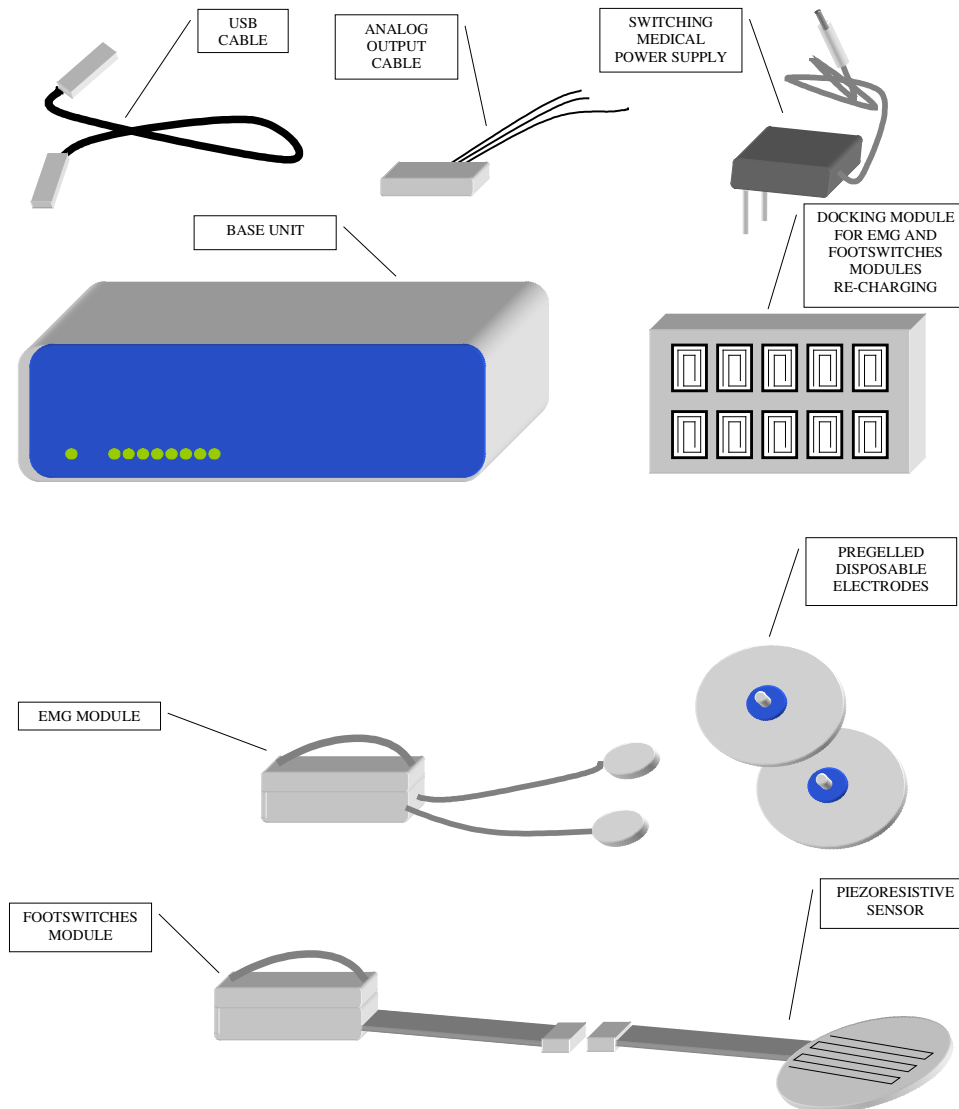 USB
CABLE
ANALOG
OUTPUT
CABLE
SWITCHING
MEDICAL
POWER SUPPLY
BASE UNIT
DOCKING MODULE
FOR EMG AND
FOOTSWITCHES
MODULES
RE-CHARGING
PREGELLED
DISPOSABLE
ELECTRODES
EMG MODULE
FOOTSWITCHES
MODULE
PIEZORESISTIVE
SENSOR